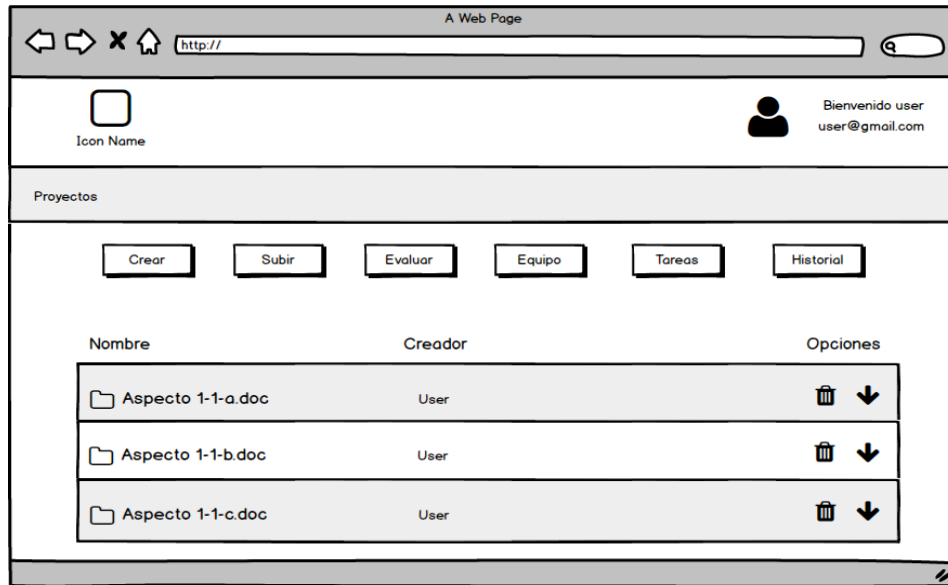 A Web Page
http://
Icon Name
Bienvenido user
user@gmail.com
Proyectos
Crear Subir Evaluar Equipo Tareas Historial
Nombre Creador Opciones
Aspecto 1-1-a.doc User
Aspecto 1-1-b.doc User
Aspecto 1-1-c.doc User